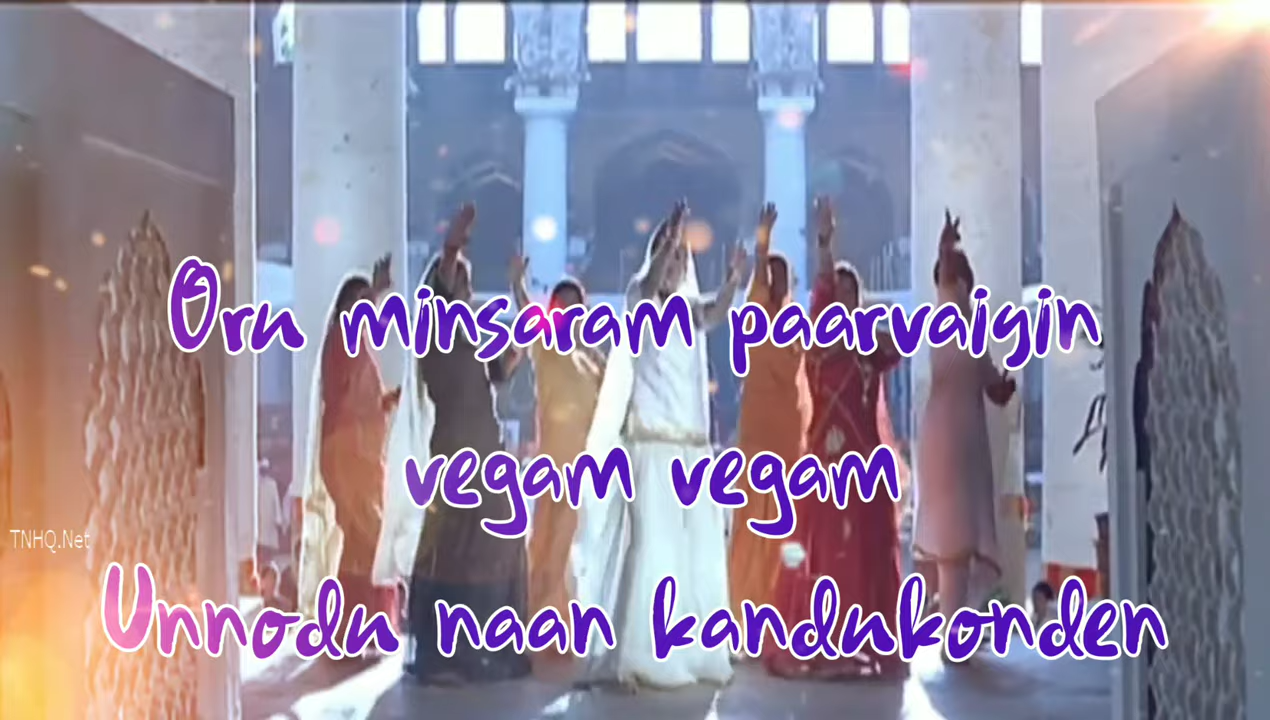 Oru minsaram paarvaiyin
vegam vegam
TNHQ.Net
Unnodu naan kandukonden